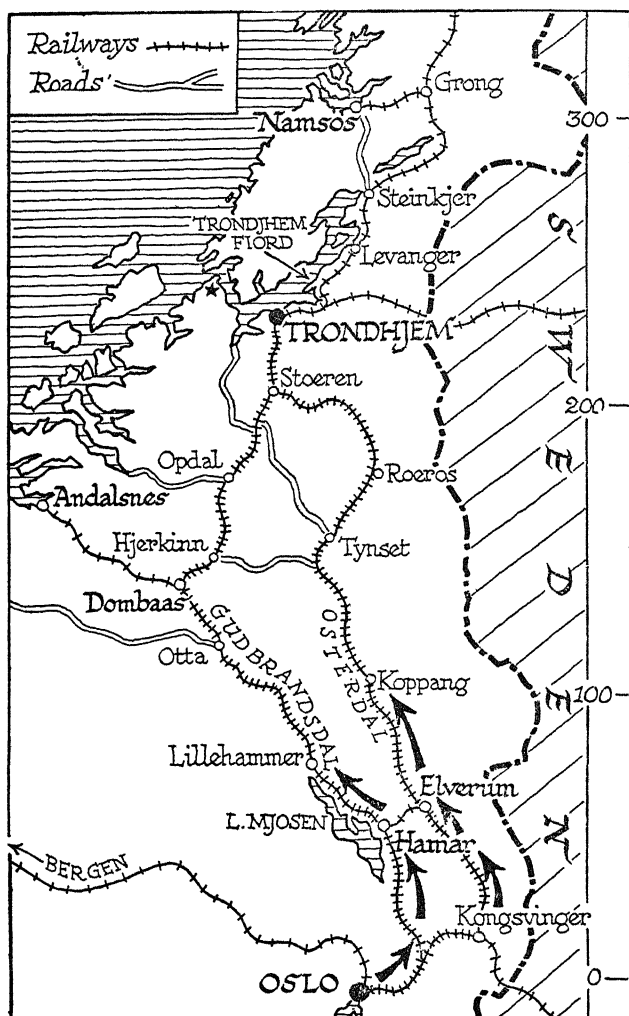 Railways
Roads
Grong
Namsos
300
Steinkjer
TRONDJHEM
FIORD
Levanger
TRONDHJEM
Stoeren
200
Opdal
Roeros
Andalsnes
Hjerkinn
Tynset
Dombaas
GUDBRANDSDAL
OSTERDAL
Otta
Koppang
100
Lillehammer
Elverum
L. MJOSEN
Hamar
BERGEN
Kongsvinger
OSLO
0
SWEDEN